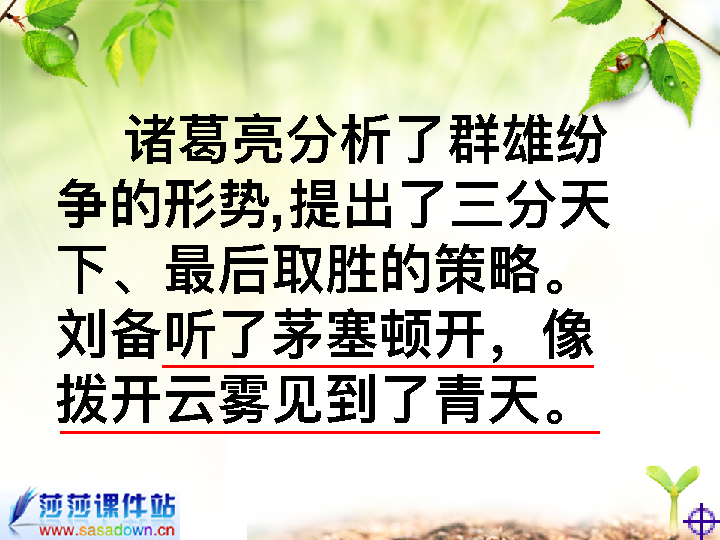 诸葛亮分析了群雄纷
争的形势,提出了三分天
下、最后取胜的策略。
刘备听了茅塞顿开，像
拨开云雾见到了青天。
莎莎课件站
www.sasadown.cn